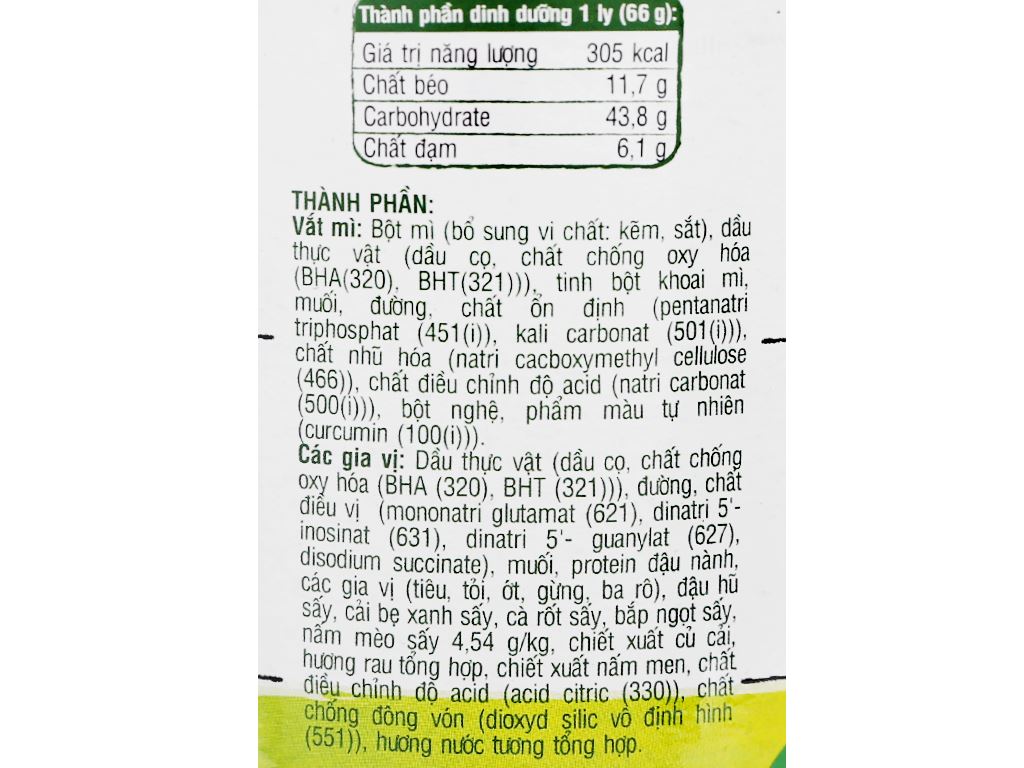 Thành phần dinh dưỡng 1 ly (66 g):
Giá trị năng lượng 305 kcal
Chất béo 11,7 g
Carbohydrate 43,8 g
Chất đạm 6,1 g
THÀNH PHẦN:
Vắt mì: Bột mì (bổ sung vi chất: kẽm, sắt), dầu
thực vật (dầu cọ, chất chống oxy hóa
(BHA(320), BHT(321))), tinh bột khoai mì,
muối, đường, chất ổn định (pentanatri
triphosphat (451(i)), kali carbonat (501(i))),
chất nhũ hóa (natri cacboxymethyl cellulose
(466)), chất điều chỉnh độ acid (natri carbonat
(500(i))), bột nghệ, phẩm màu tự nhiên
(curcumin (100(i))).
Các gia vị: Dầu thực vật (dầu cọ, chất chống
oxy hóa (BHA (320), BHT (321))), đường, chất
điều vị (mononatri glutamat (621), dinatri 5'-
inosinat (631), dinatri 5'- guanylat (627),
disodium succinate), muối, protein đậu nành,
các gia vị (tiêu, tỏi, ớt, gừng, ba rô), đậu hũ
sấy, cải bẹ xanh sấy, cà rốt sấy, bắp ngọt sấy,
nấm mèo sấy 4,54 g/kg, chiết xuất củ cải,
hương rau tổng hợp, chiết xuất nấm men, chất
điều chỉnh độ acid (acid citric (330)), chất
chống đông vón (dioxyd silic vô định hình
(551)), hương nước tương tổng hợp.